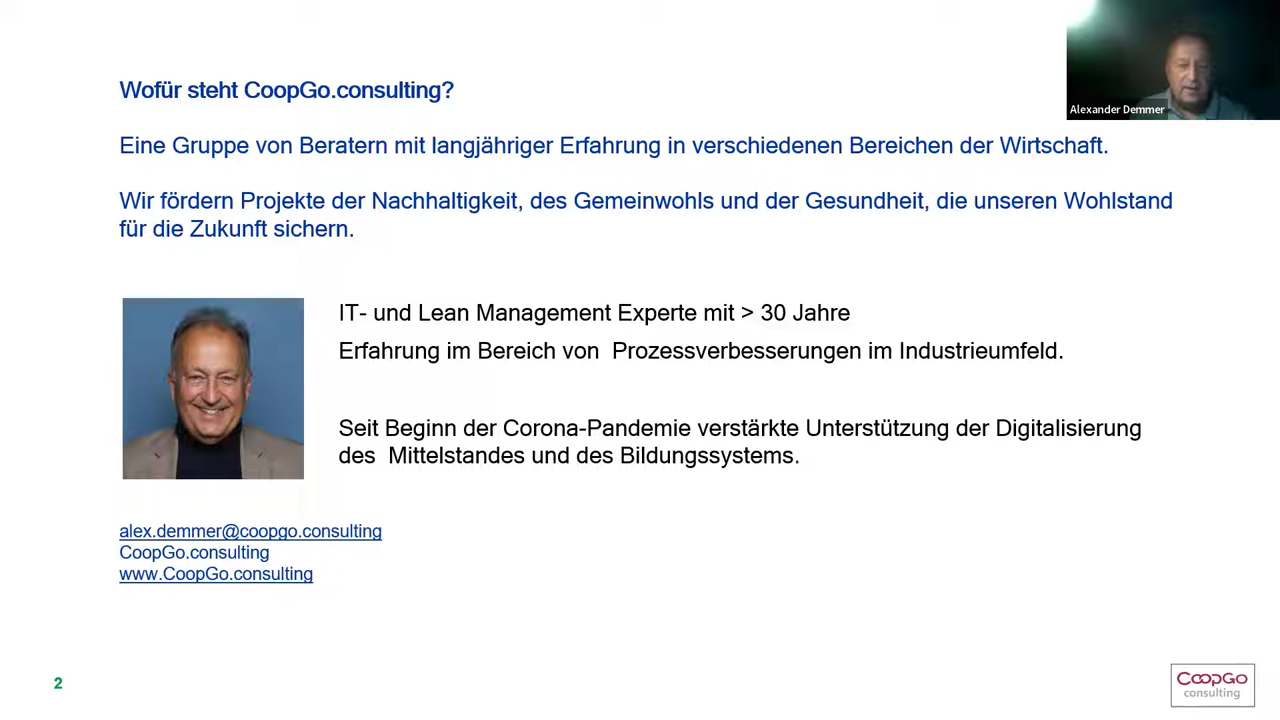 Wofür steht CoopGo.consulting?
Alexander Demmer
Eine Gruppe von Beratern mit langjähriger Erfahrung in verschiedenen Bereichen der Wirtschaft.
Wir fördern Projekte der Nachhaltigkeit, des Gemeinwohls und der Gesundheit, die unseren Wohlstand
für die Zukunft sichern.
IT- und Lean Management Experte mit > 30 Jahre
Erfahrung im Bereich von  Prozessverbesserungen im Industrieumfeld.
Seit Beginn der Corona-Pandemie verstärkte Unterstützung der Digitalisierung
des  Mittelstandes und des Bildungssystems.
alex.demmer@coopgo.consulting
CoopGo.consulting
www.CoopGo.consulting
2
CoopGo
consulting